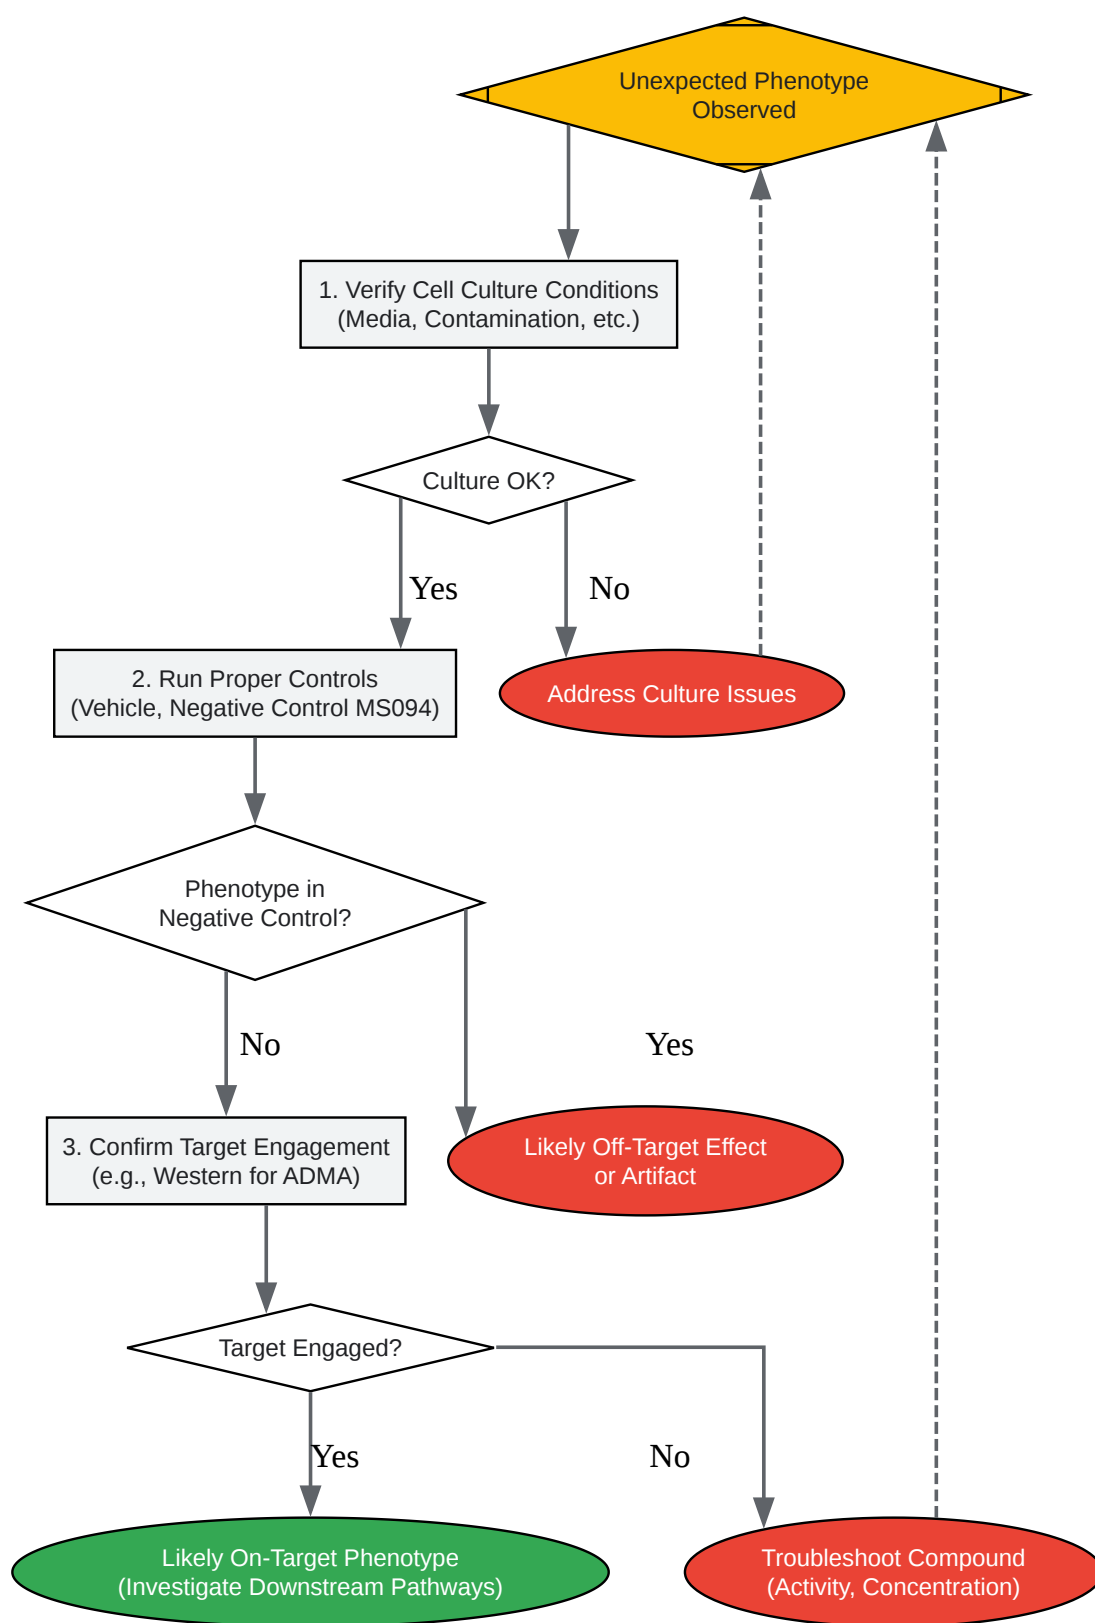 Unexpected Phenotype
Observed
1. Verify Cell Culture Conditions
(Media, Contamination, etc.)
Culture OK?
Yes
No
2. Run Proper Controls
(Vehicle, Negative Control MS094)
Address Culture Issues
Phenotype in
Negative Control?
No
Yes
3. Confirm Target Engagement
(e.g., Western for ADMA)
Likely Off-Target Effect
or Artifact
Target Engaged?
Yes
No
Likely On-Target Phenotype
(Investigate Downstream Pathways)
Troubleshoot Compound
(Activity, Concentration)